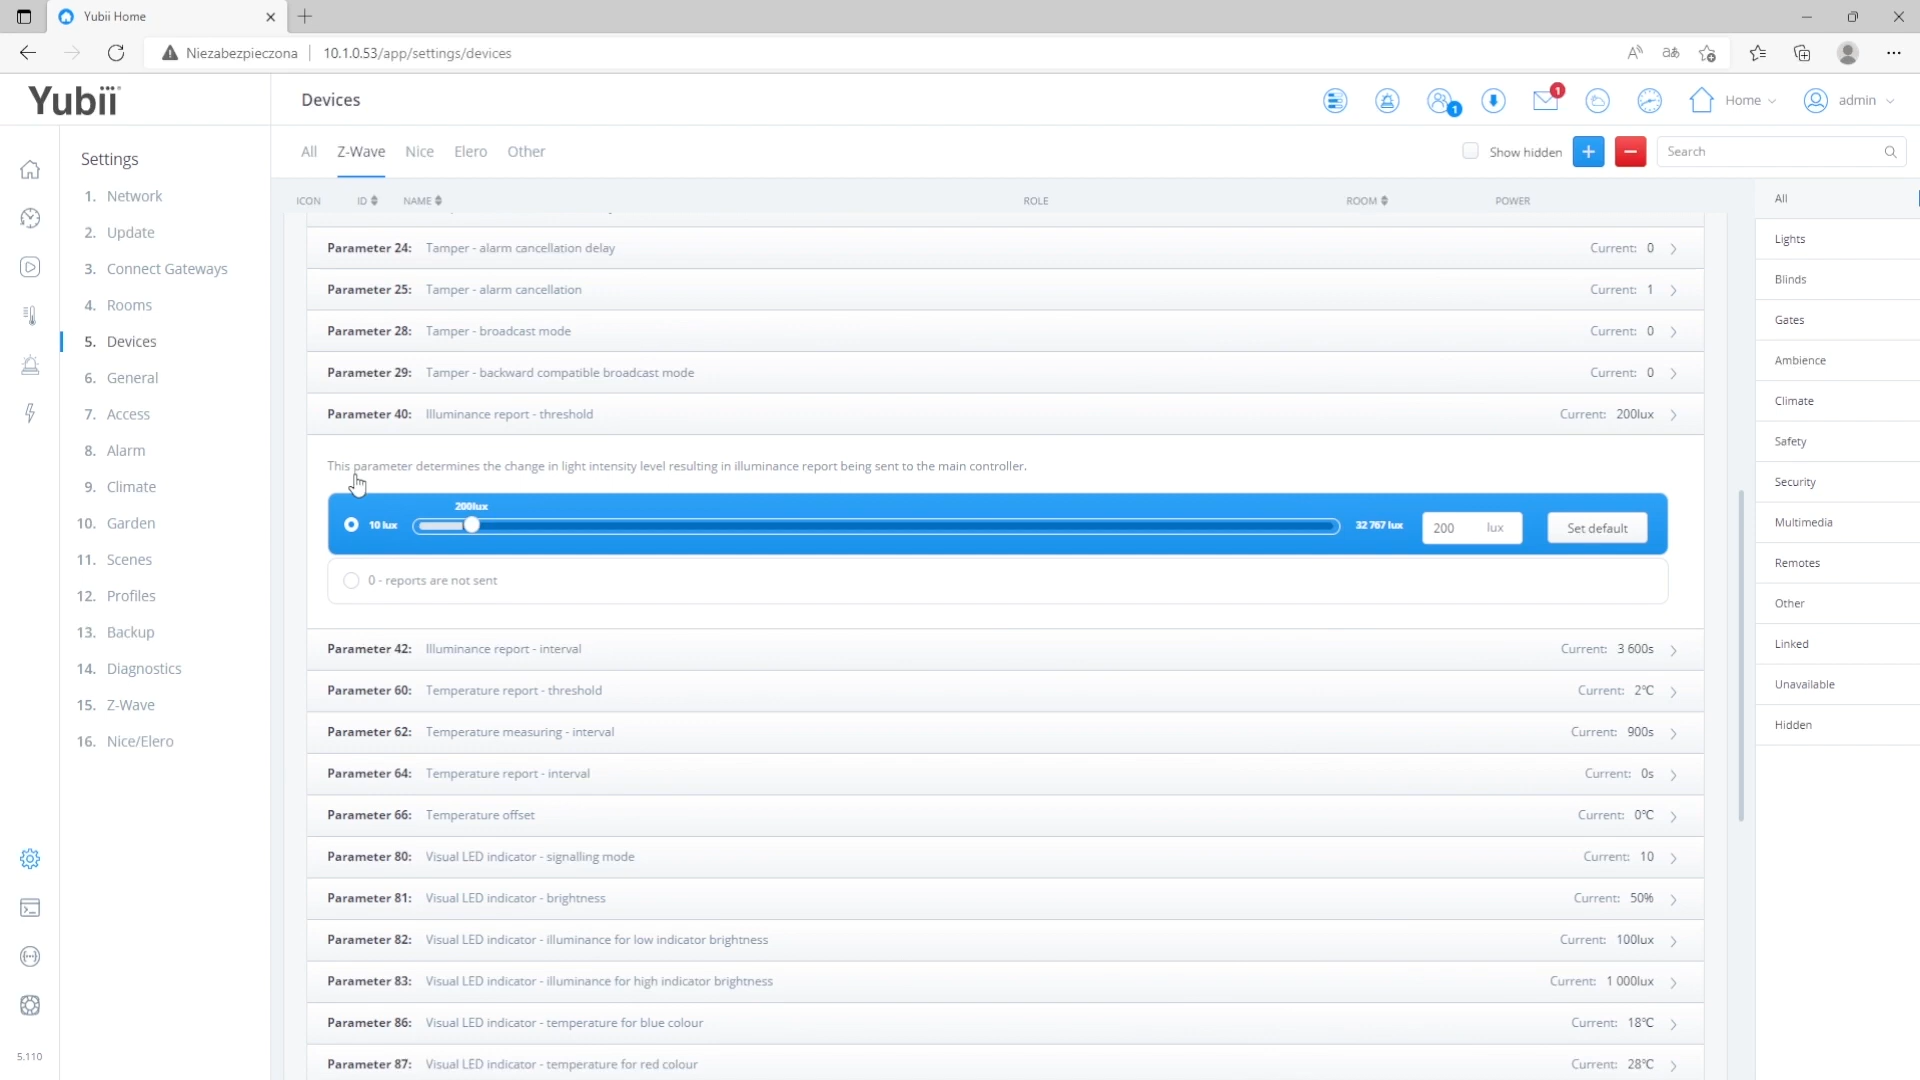 Yubii Home
Niezabezpieczona 10.1.0.53/app/settings/devices
Yubii
Devices
1
1
Home
admin
Settings
1. Network
2. Update
3. Connect Gateways
4. Rooms
5. Devices
6. General
7. Access
8. Alarm
9. Climate
10. Garden
11. Scenes
12. Profiles
13. Backup
14. Diagnostics
15. Z-Wave
16. Nice/Elero
5.110
All Z-Wave Nice Elero Other
Show hidden
Search
ICON ID NAME ROLE ROOM POWER
Parameter 24: Tamper - alarm cancellation delay Current: 0
Parameter 25: Tamper - alarm cancellation Current: 1
Parameter 28: Tamper - broadcast mode Current: 0
Parameter 29: Tamper - backward compatible broadcast mode Current: 0
Parameter 40: Illuminance report - threshold Current: 200lux
This parameter determines the change in light intensity level resulting in illuminance report being sent to the main controller.
200lux
10 lux 32 767 lux 200 lux Set default
0 - reports are not sent
Parameter 42: Illuminance report - interval Current: 3 600s
Parameter 60: Temperature report - threshold Current: 2°C
Parameter 62: Temperature measuring - interval Current: 900s
Parameter 64: Temperature report - interval Current: 0s
Parameter 66: Temperature offset Current: 0°C
Parameter 80: Visual LED indicator - signalling mode Current: 10
Parameter 81: Visual LED indicator - brightness Current: 50%
Parameter 82: Visual LED indicator - illuminance for low indicator brightness Current: 100lux
Parameter 83: Visual LED indicator - illuminance for high indicator brightness Current: 1 000lux
Parameter 86: Visual LED indicator - temperature for blue colour Current: 18°C
Parameter 87: Visual LED indicator - temperature for red colour Current: 28°C
All
Lights
Blinds
Gates
Ambience
Climate
Safety
Security
Multimedia
Remotes
Other
Linked
Unavailable
Hidden